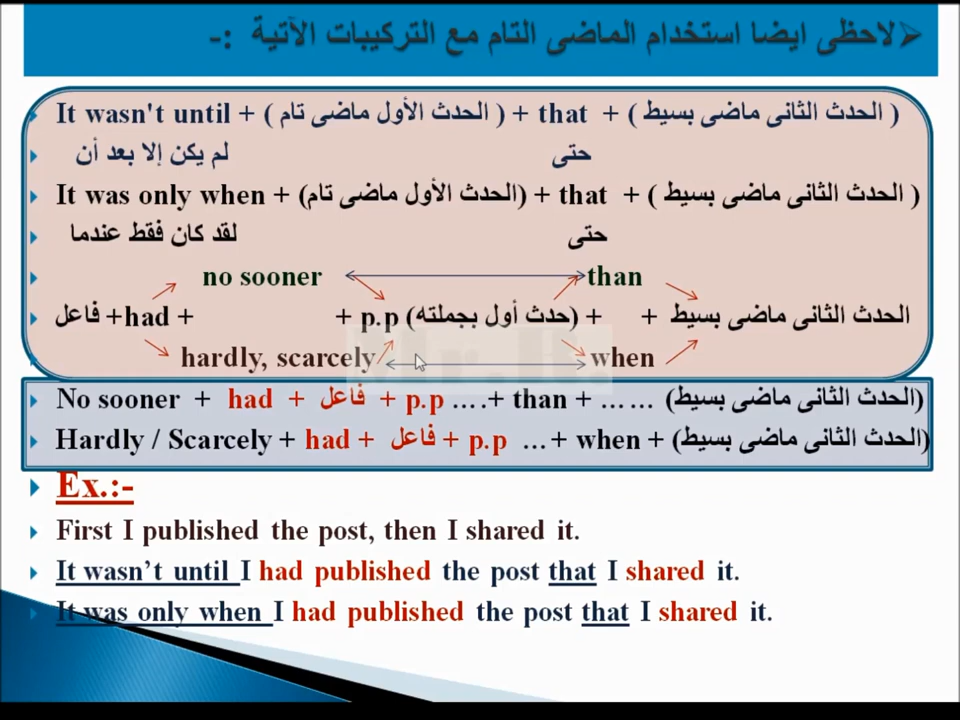 لاحظى ايضا استخدام الماضى التام مع التركيبات الآتية :-
It wasn't until + ( الحدث الأول ماضى تام ) + that + ( الحدث الثانى ماضى بسيط )
لم يكن إلا بعد أن حتى
It was only when + (الحدث الأول ماضى تام) + that + ( الحدث الثانى ماضى بسيط )
لقد كان فقط عندما حتى
no sooner than
فاعل +had + + p.p (حدث أول بجملته) + + الحدث الثانى ماضى بسيط
hardly, scarcely when
No sooner + had + فاعل + p.p ….+ than + …… (الحدث الثانى ماضى بسيط)
Hardly / Scarcely + had + فاعل + p.p …+ when + (الحدث الثانى ماضى بسيط)
Ex.:-
First I published the post, then I shared it.
It wasn’t until I had published the post that I shared it.
It was only when I had published the post that I shared it.